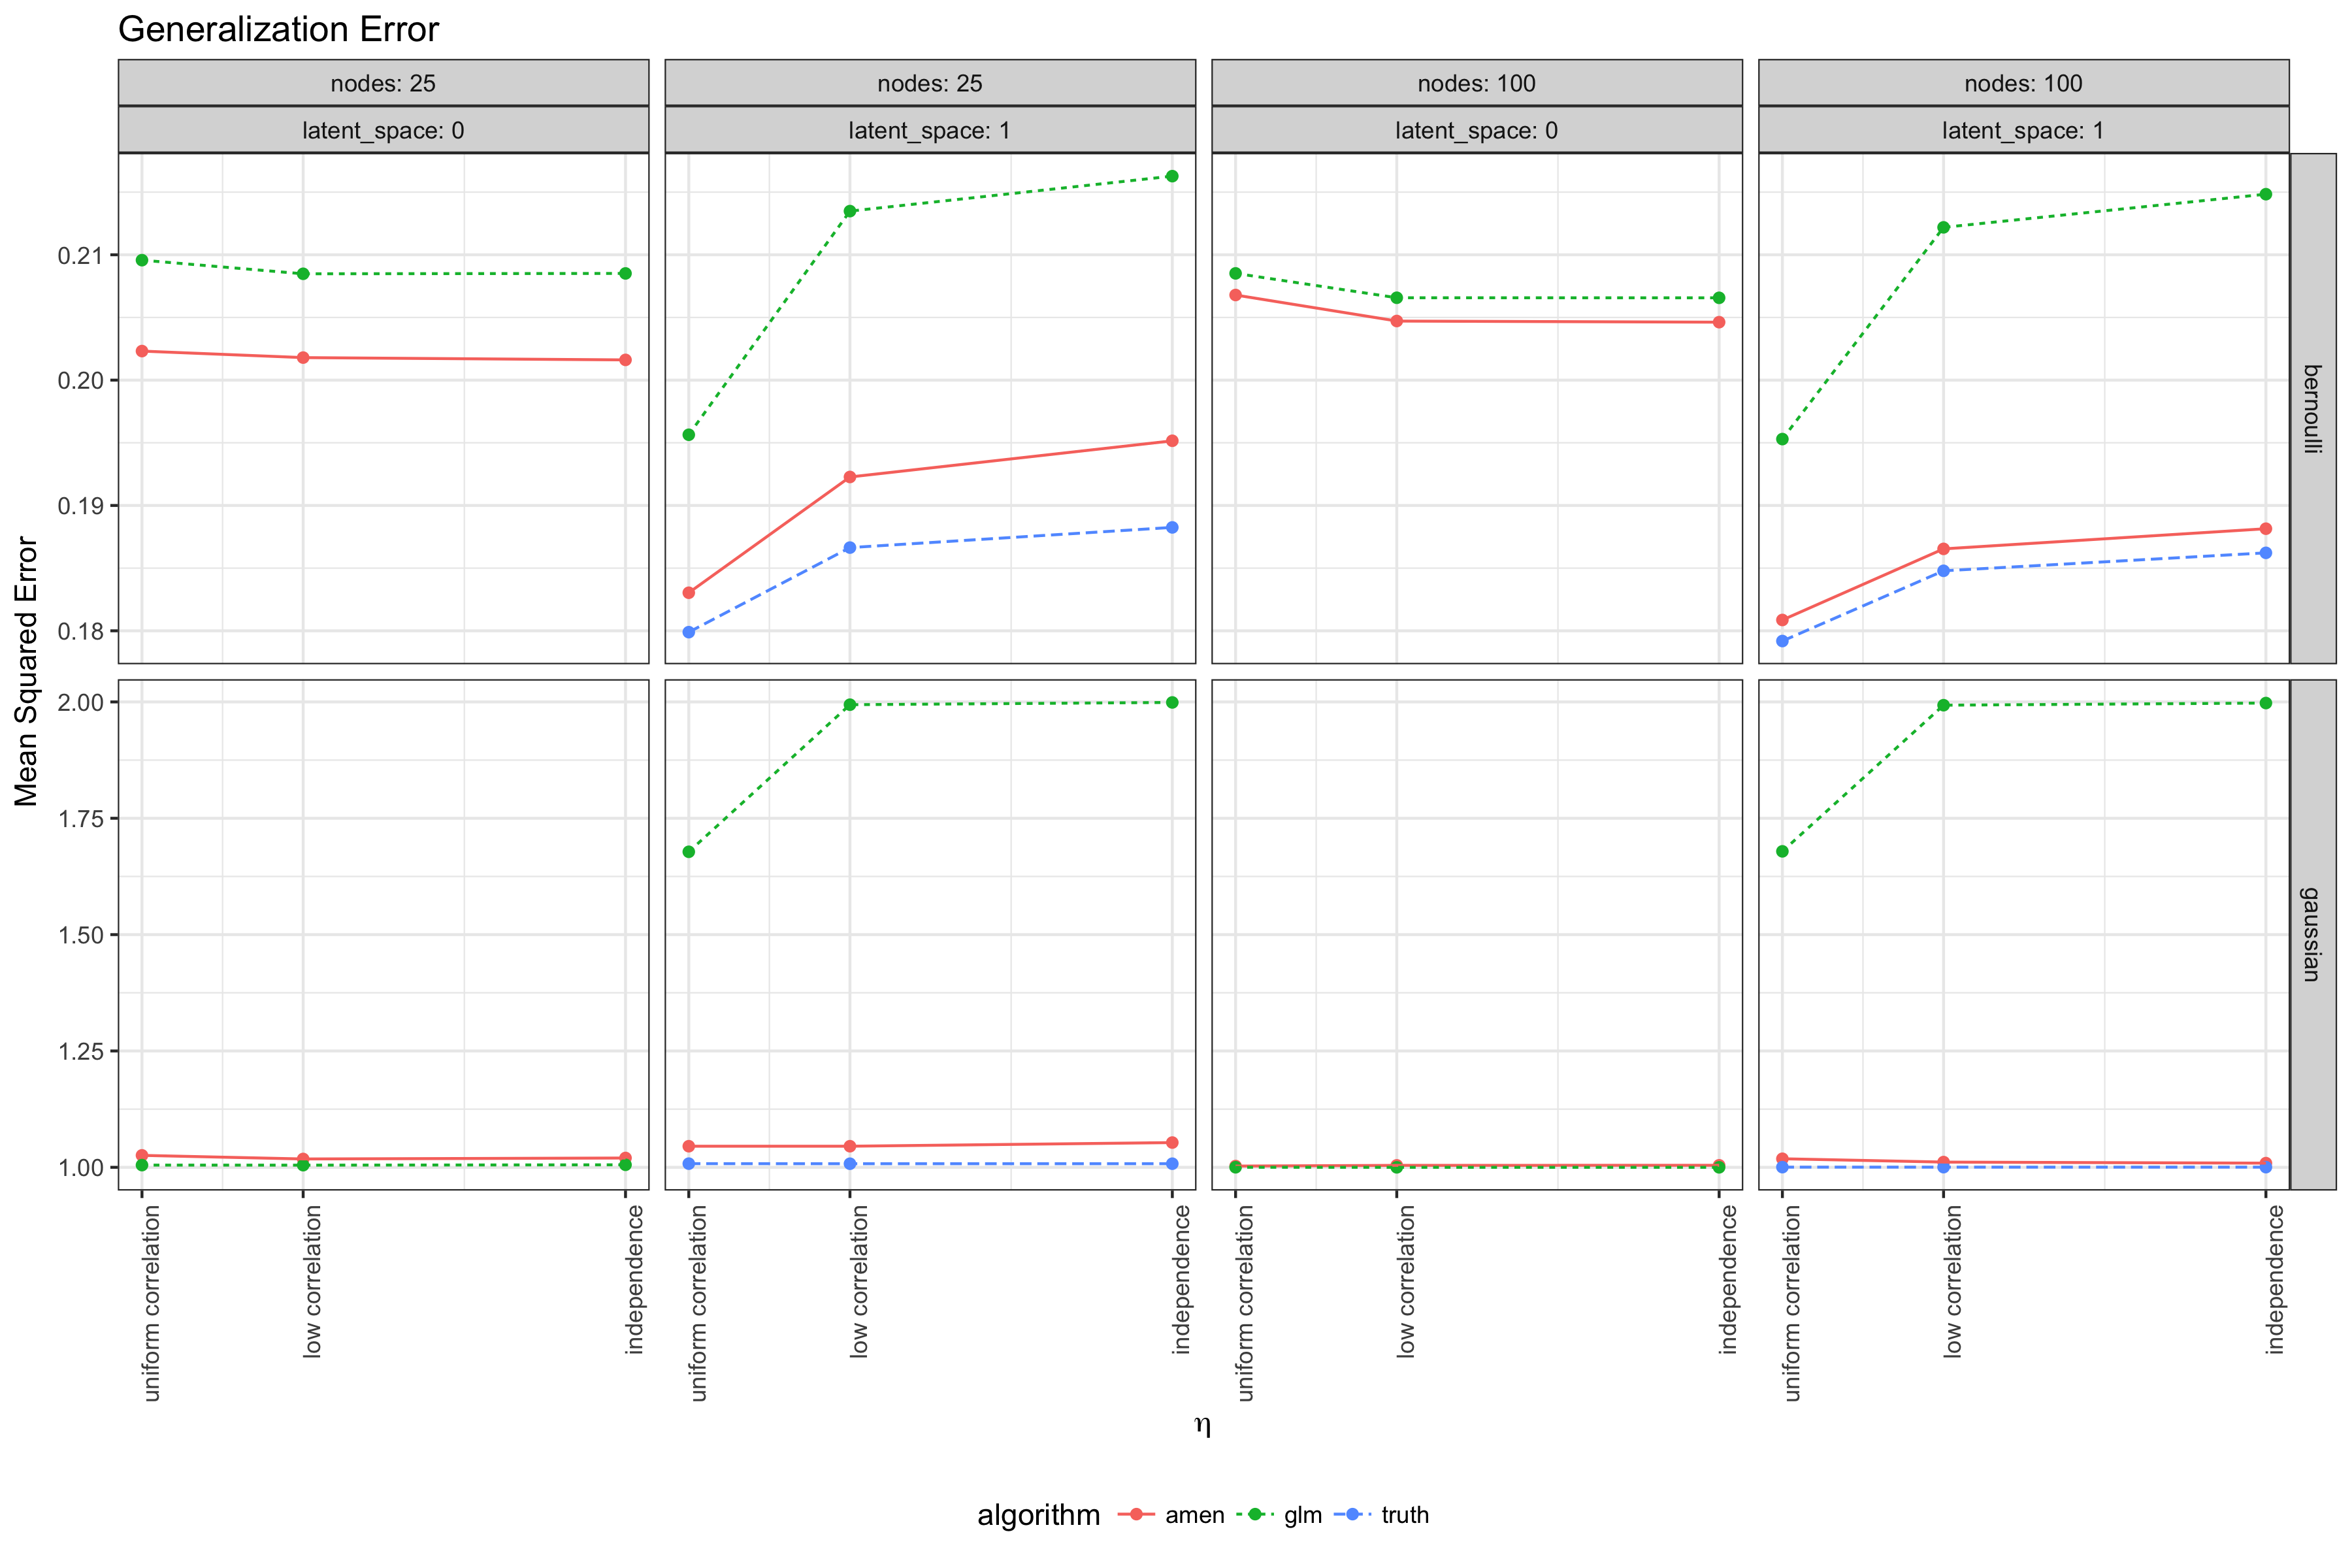 Generalization Error
nodes: 25
nodes: 25
nodes: 100
nodes: 100
latent_space: 0
latent_space: 1
latent_space: 0
latent_space: 1
Mean Squared Error
0.21
0.20
0.19
0.18
bernoulli
2.00
1.75
1.50
1.25
1.00
gaussian
uniform correlation
low correlation
independence
uniform correlation
low correlation
independence
uniform correlation
low correlation
independence
uniform correlation
low correlation
independence
η
algorithm amen glm truth